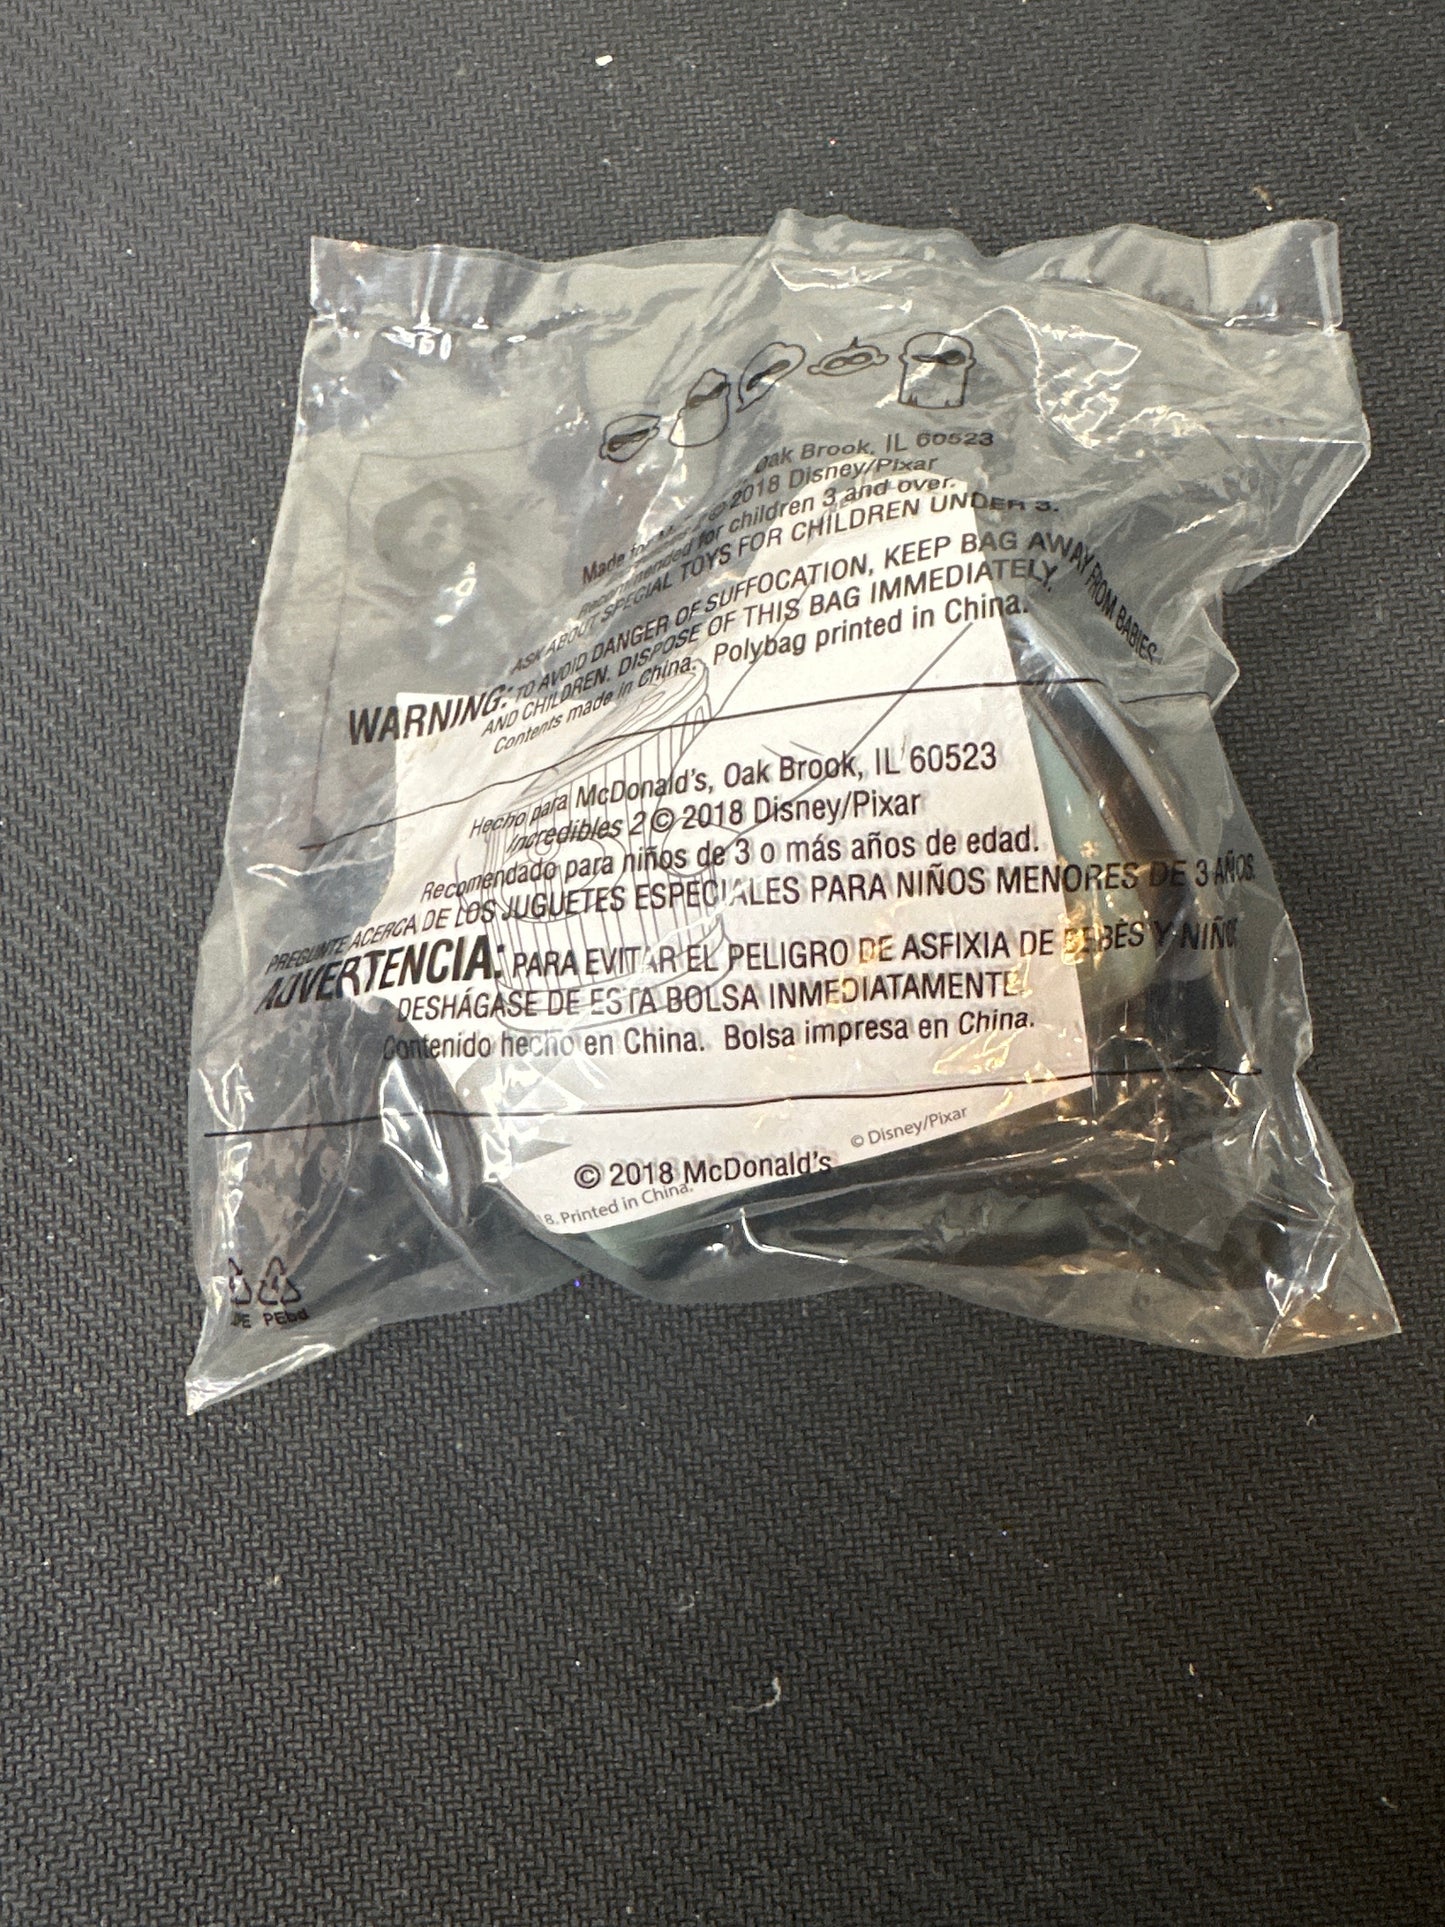 Made for Oak Brook, IL 60523
© 2018 Disney/Pixar
Recommended for children 3 and over.
ASK ABOUT SPECIAL TOYS FOR CHILDREN UNDER 3.
WARNING: TO AVOID DANGER OF SUFFOCATION, KEEP BAG AWAY FROM BABIES
AND CHILDREN. DISPOSE OF THIS BAG IMMEDIATELY.
Contents made in China. Polybag printed in China.
Hecho para McDonald's, Oak Brook, IL 60523
Incredibles 2 © 2018 Disney/Pixar
Recomendado para niños de 3 o más años de edad.
PREGUNTE ACERCA DE LOS JUGUETES ESPECIALES PARA NIÑOS MENORES DE 3 AÑOS.
ADVERTENCIA: PARA EVITAR EL PELIGRO DE ASFIXIA DE BEBÉS Y NIÑOS
DESHÁGASE DE ESTA BOLSA INMEDIATAMENTE.
Contenido hecho en China. Bolsa impresa en China.
© Disney/Pixar
© 2018 McDonald's
8. Printed in China.
PEbd